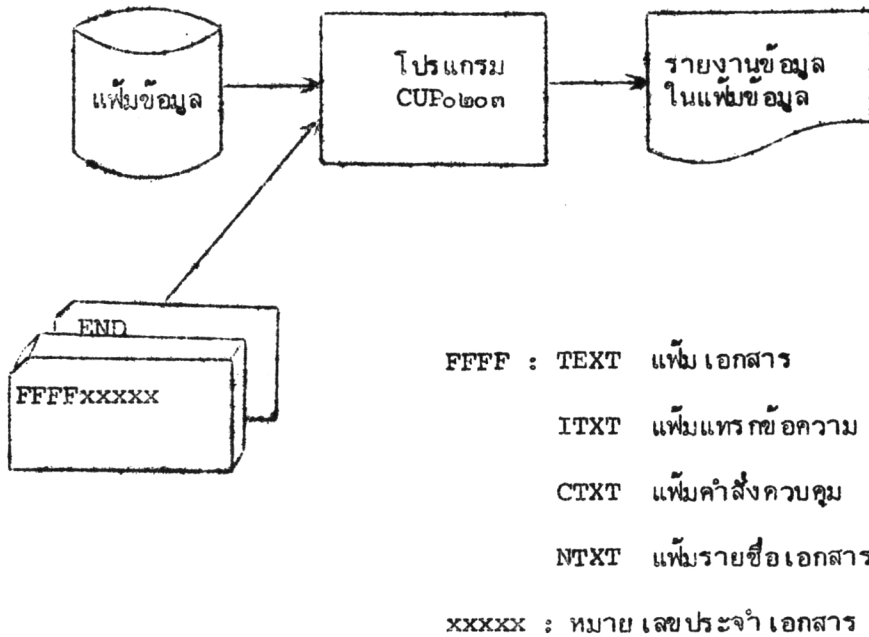 แฟ้มข้อมูล
โปรแกรม
CUP๐๒๐๓
รายงานข้อมูล
ในแฟ้มข้อมูล
END
FFFFxxxxx
FFFF : TEXT แฟ้มเอกสาร
ITXT แฟ้มแทรกข้อความ
CTXT แฟ้มคำสั่งควบคุม
NTXT แฟ้มรายชื่อเอกสาร
xxxxx : หมายเลขประจำเอกสาร